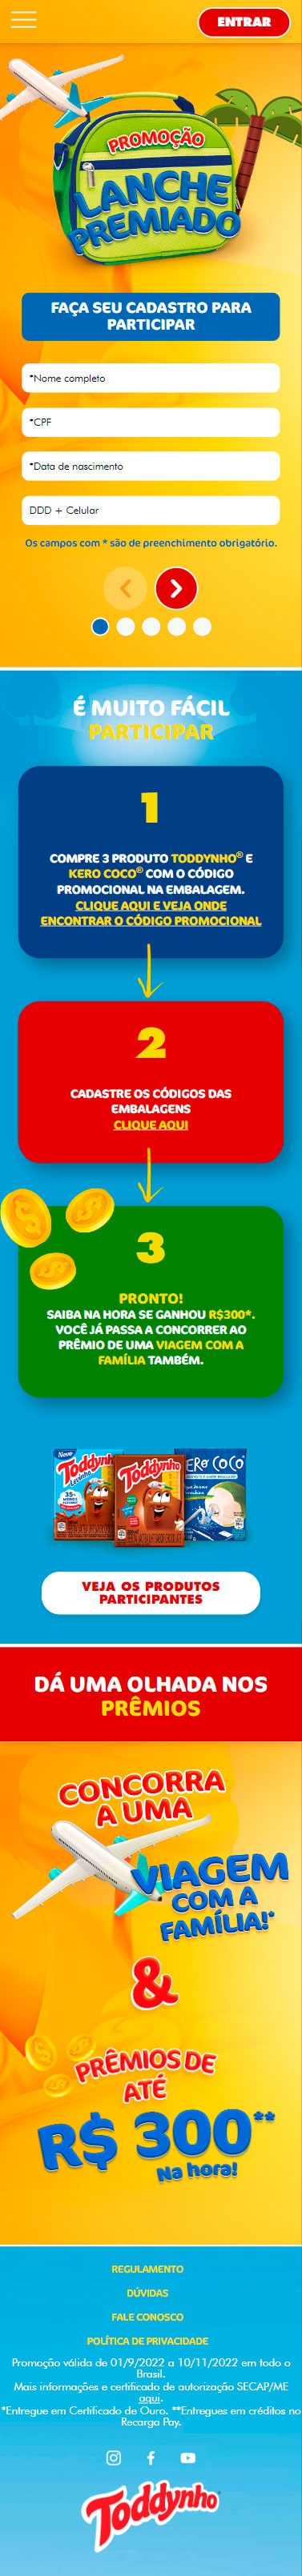 ENTRAR
PROMOÇÃO
LANCHE
PREMIADO
FAÇA SEU CADASTRO PARA
PARTICIPAR
*Nome completo
*CPF
*Data de nascimento
DDD + Celular
Os campos com * são de preenchimento obrigatório.
É MUITO FÁCIL
PARTICIPAR
1
COMPRE 3 PRODUTO TODDYNHO® E
KERO COCO® COM O CÓDIGO
PROMOCIONAL NA EMBALAGEM.
CLIQUE AQUI E VEJA ONDE
ENCONTRAR O CÓDIGO PROMOCIONAL
2
CADASTRE OS CÓDIGOS DAS
EMBALAGENS
CLIQUE AQUI
3
PRONTO!
SAIBA NA HORA SE GANHOU R$300*.
VOCÊ JÁ PASSA A CONCORRER AO
PRÊMIO DE UMA VIAGEM COM A
FAMÍLIA TAMBÉM.
Novo
Toddynho
Levinho
35%
Toddynho
KERO COCO
VEJA OS PRODUTOS
PARTICIPANTES
DÁ UMA OLHADA NOS
PRÊMIOS
CONCORRA
A UMA
VIAGEM
COM A
FAMÍLIA!*
&
PRÊMIOS DE
ATÉ
R$ 300**
Na hora!
REGULAMENTO
DÚVIDAS
FALE CONOSCO
POLÍTICA DE PRIVACIDADE
Promoção válida de 01/9/2022 a 10/11/2022 em todo o
Brasil.
Mais informações e certificado de autorização SECAP/ME
aqui.
*Entregue em Certificado de Ouro. **Entregues em créditos no
Recarga Pay.
Toddynho